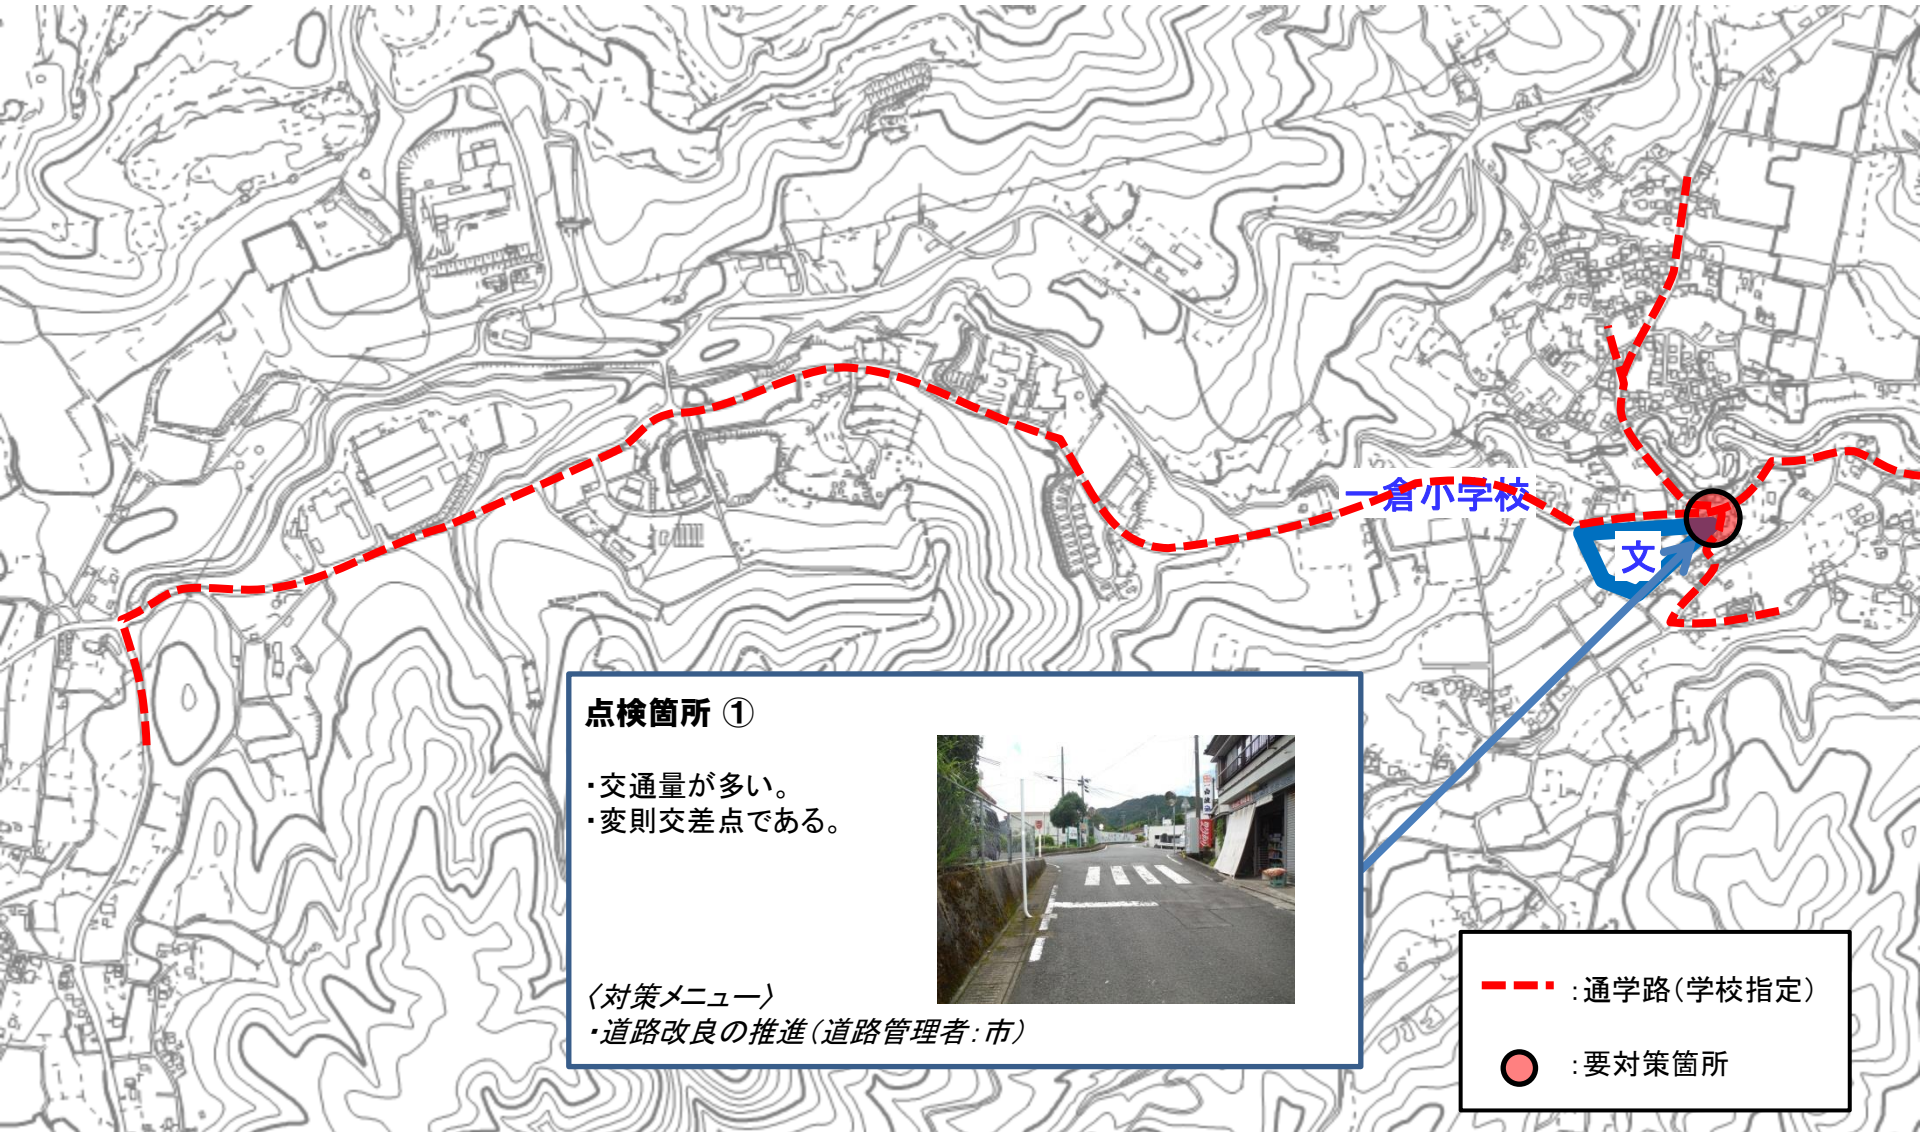 一倉小学校
文
点検箇所 ①
・交通量が多い。
・変則交差点である。
〈対策メニュー〉
・道路改良の推進（道路管理者：市）
：通学路（学校指定）
：要対策箇所